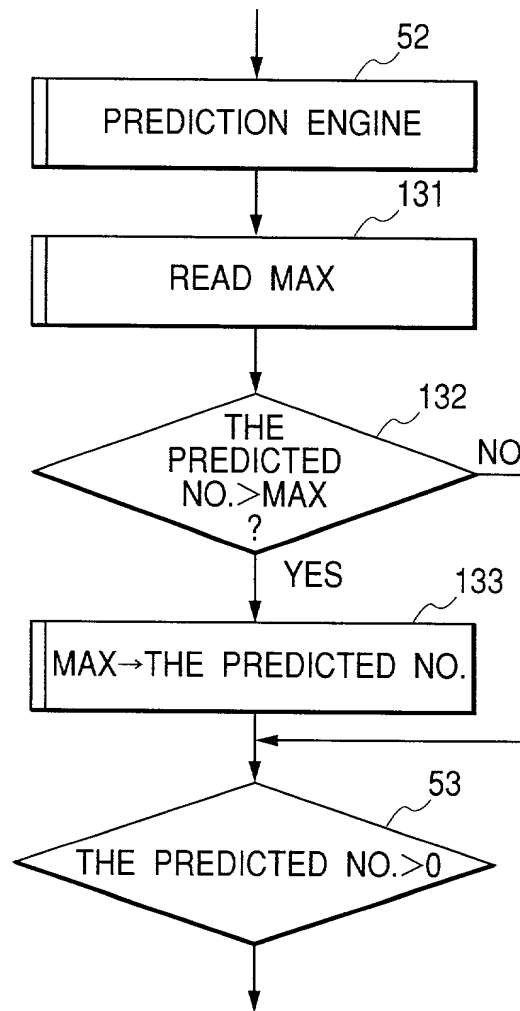 52
PREDICTION ENGINE
131
READ MAX
132
THE
PREDICTED
NO.>MAX
?
NO
YES
133
MAX→THE PREDICTED NO.
53
THE PREDICTED NO.>0